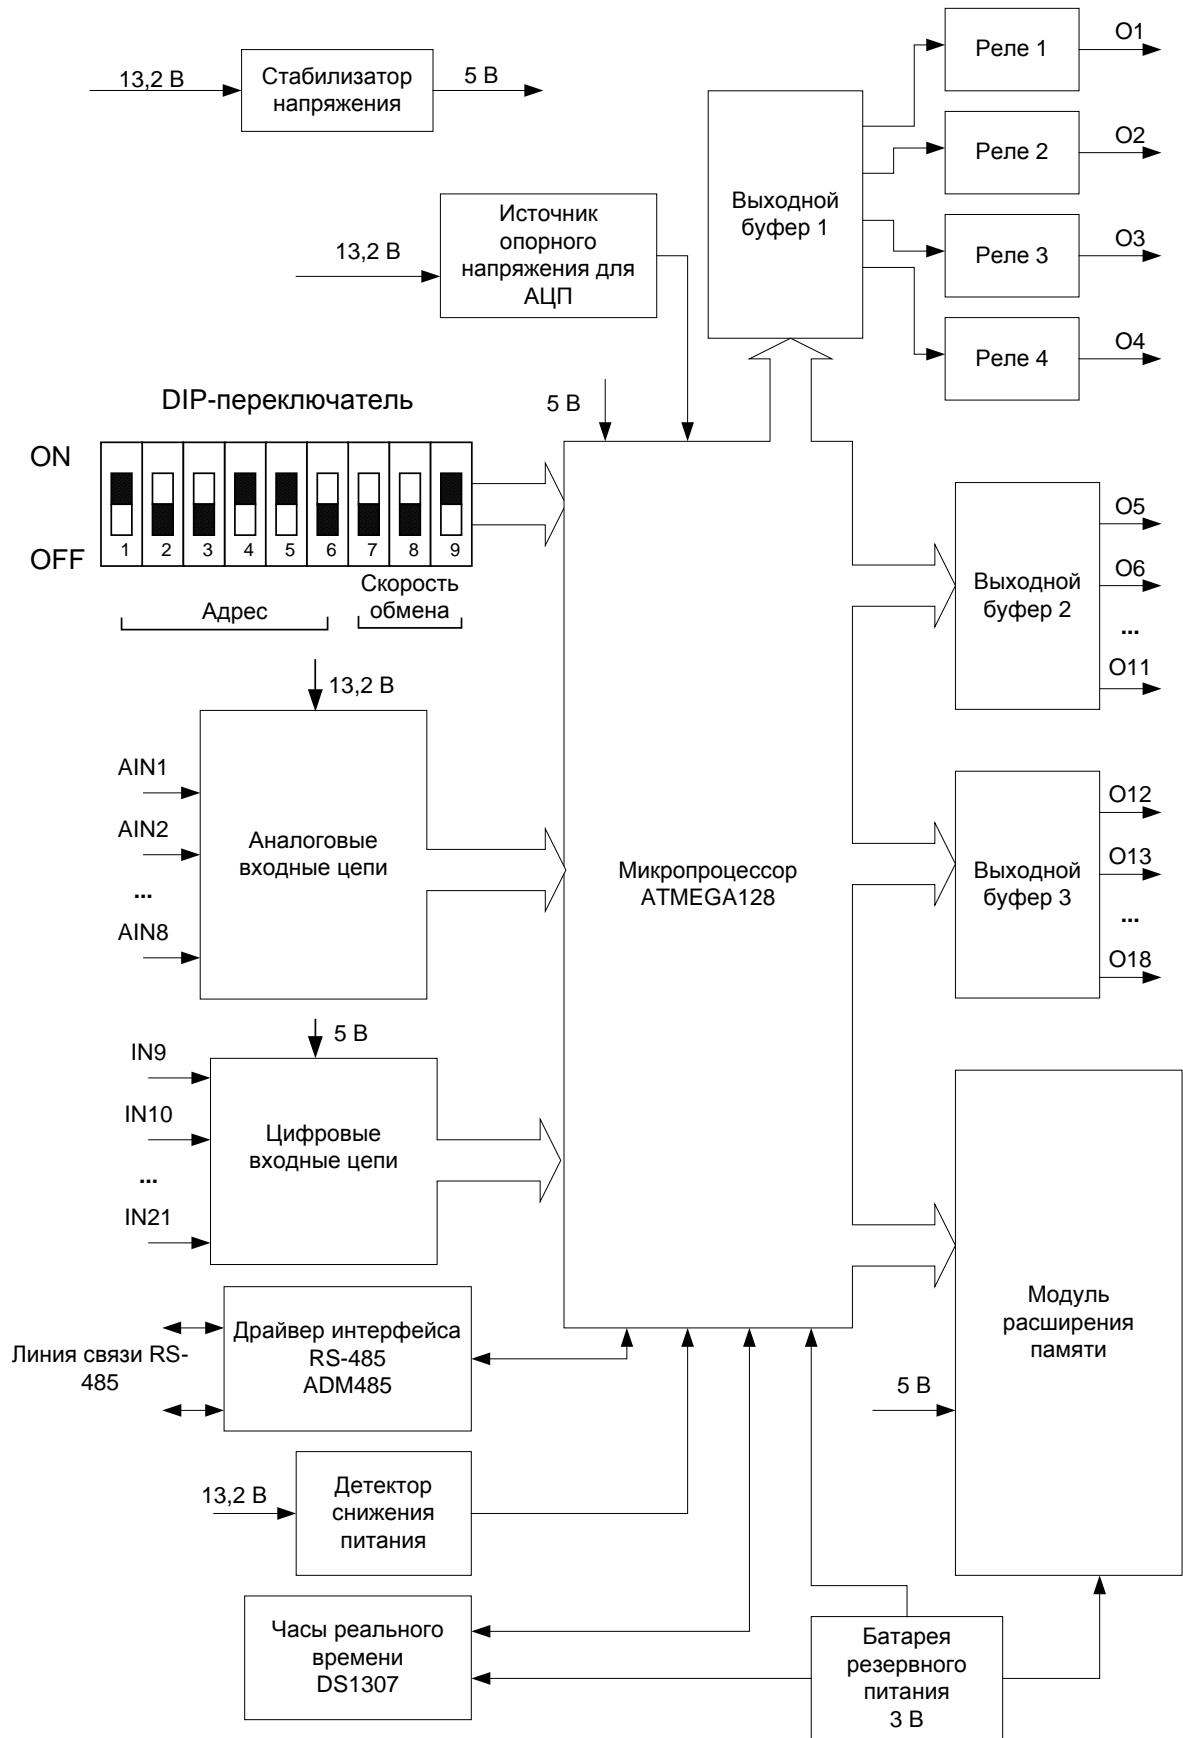 13,2 В
Стабилизатор
напряжения
5 В
Реле 1
O1
Реле 2
O2
Реле 3
O3
Реле 4
O4
Выходной
буфер 1
13,2 В
Источник
опорного
напряжения для
АЦП
5 В
DIP-переключатель
ON
OFF
1 2 3 4 5 6 7 8 9
Адрес
Скорость
обмена
13,2 В
AIN1
AIN2
...
AIN8
Аналоговые
входные цепи
Микропроцессор
ATMEGA128
Выходной
буфер 2
O5
O6
...
O11
Выходной
буфер 3
O12
O13
...
O18
5 В
IN9
IN10
...
IN21
Цифровые
входные цепи
Линия связи RS-
485
Драйвер интерфейса
RS-485
ADM485
Модуль
расширения
памяти
5 В
13,2 В
Детектор
снижения
питания
Часы реального
времени
DS1307
Батарея
резервного
питания
3 В